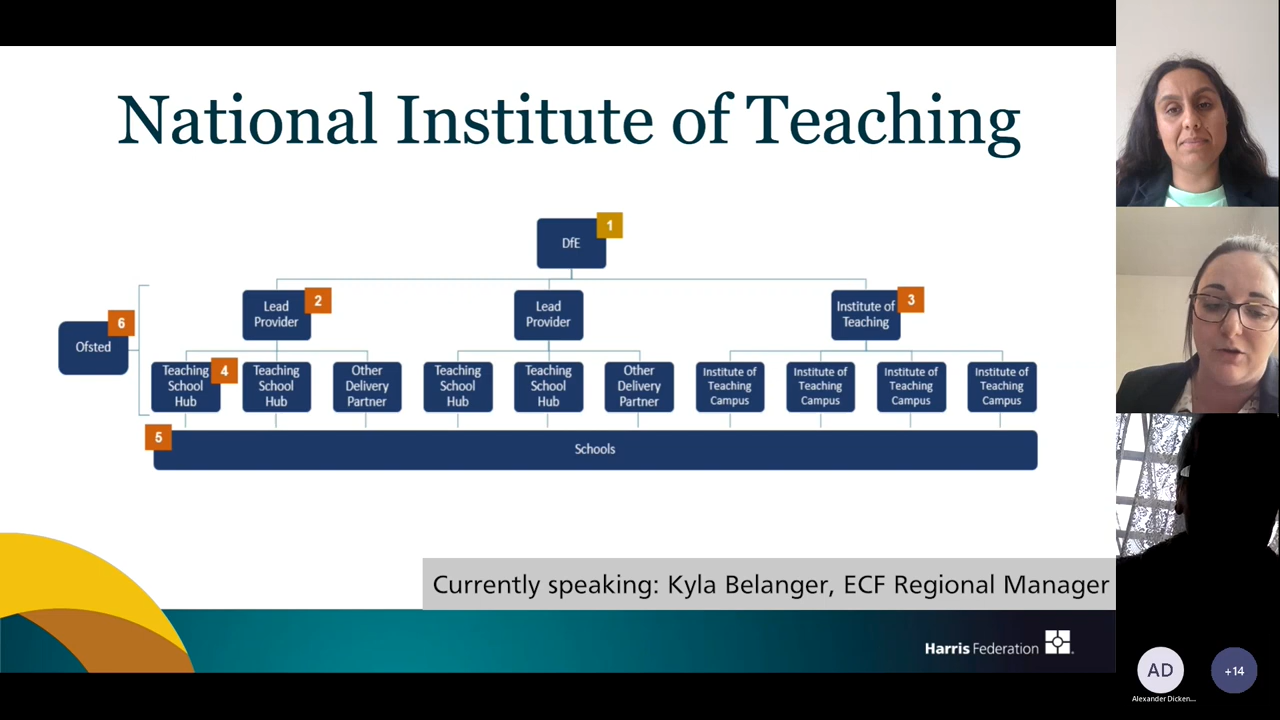 National Institute of Teaching
1
DfE
2
Lead
Provider
Lead
Provider
3
Institute of
Teaching
6
Ofsted
4
Teaching
School
Hub
Teaching
School
Hub
Other
Delivery
Partner
Teaching
School
Hub
Teaching
School
Hub
Other
Delivery
Partner
Institute of
Teaching
Campus
Institute of
Teaching
Campus
Institute of
Teaching
Campus
Institute of
Teaching
Campus
5
Schools
Currently speaking: Kyla Belanger, ECF Regional Manager
Harris Federation
AD
+14
Alexander Dicken...